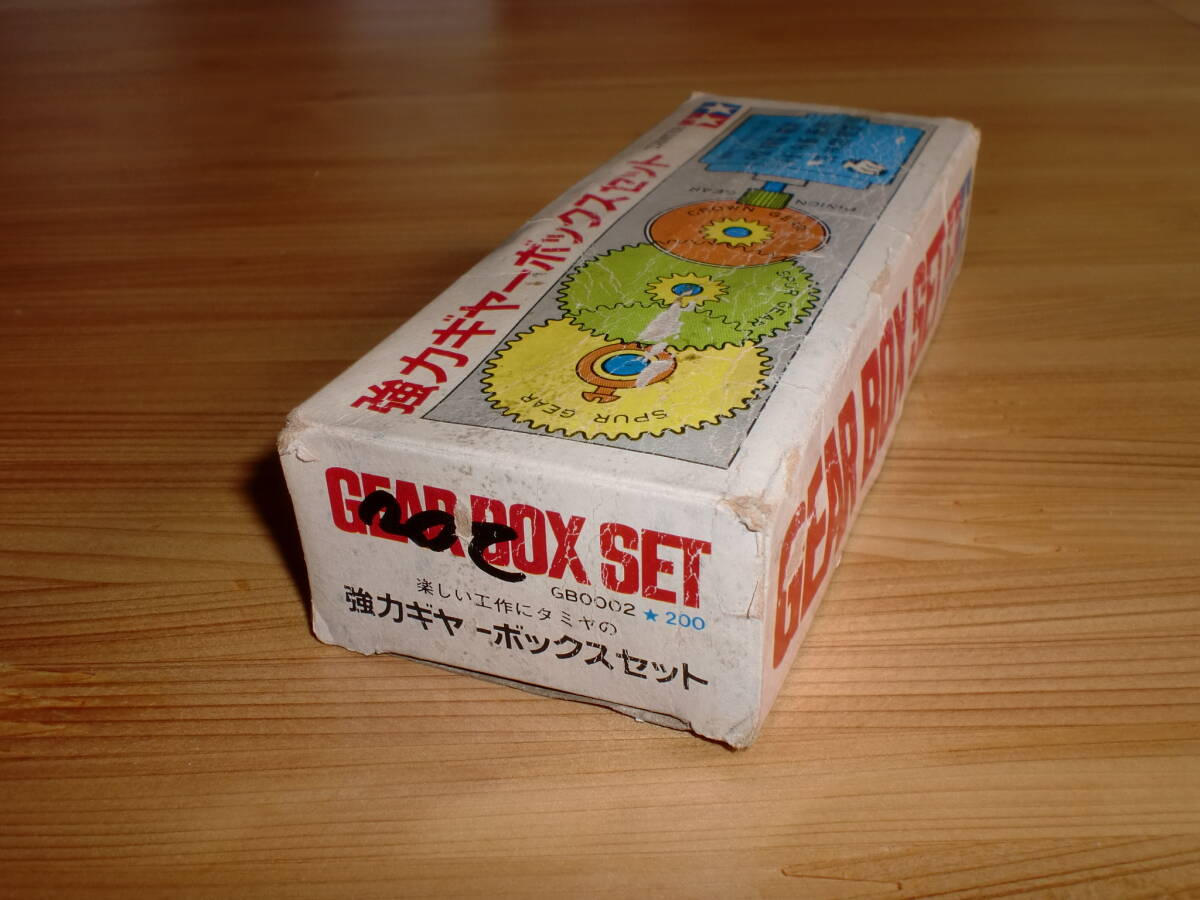 強力ギヤーボックスセット
TAMIYA
PINION GEAR
CROWN GEAR
SPUR GEAR
SPUR GEAR
GEAR BOX SET
200
GB0002 ★200
楽しい工作にタミヤの
強力ギヤーボックスセット
GEAR BOX SET